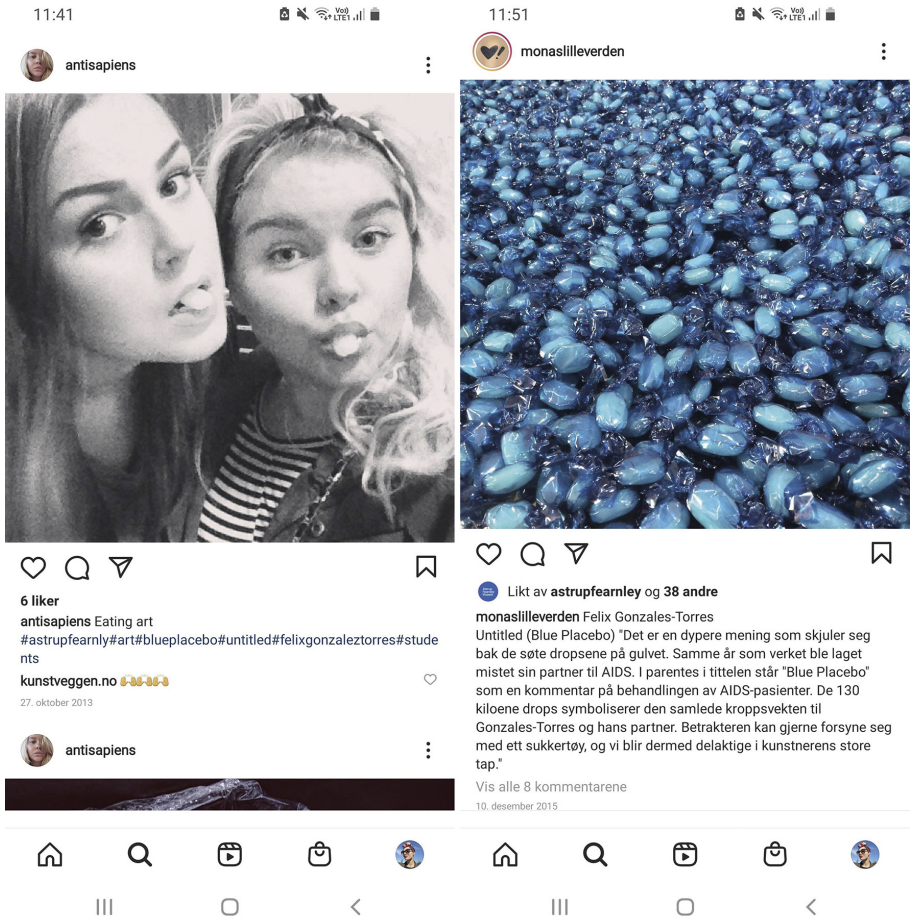 11:41
Vo))
LTE1
antisapiens
6 liker
antisapiens Eating art
#astrupfearnly#art#blueplacebo#untitled#felixgonzaleztorres#stude
nts
kunstveggen.no 🙌🙌🙌
27. oktober 2013
antisapiens
11:51
Vo))
LTE1
monaslilleverden
Likt av astrupfearnley og 38 andre
monaslilleverden Felix Gonzales-Torres
Untitled (Blue Placebo) "Det er en dypere mening som skjuler seg
bak de søte dropsene på gulvet. Samme år som verket ble laget
mistet sin partner til AIDS. I parentes i tittelen står "Blue Placebo"
som en kommentar på behandlingen av AIDS-pasienter. De 130
kiloene drops symboliserer den samlede kroppsvekten til
Gonzales-Torres og hans partner. Betrakteren kan gjerne forsyne seg
med ett sukkertøy, og vi blir dermed delaktige i kunstnerens store
tap."
Vis alle 8 kommentarene
10. desember 2015